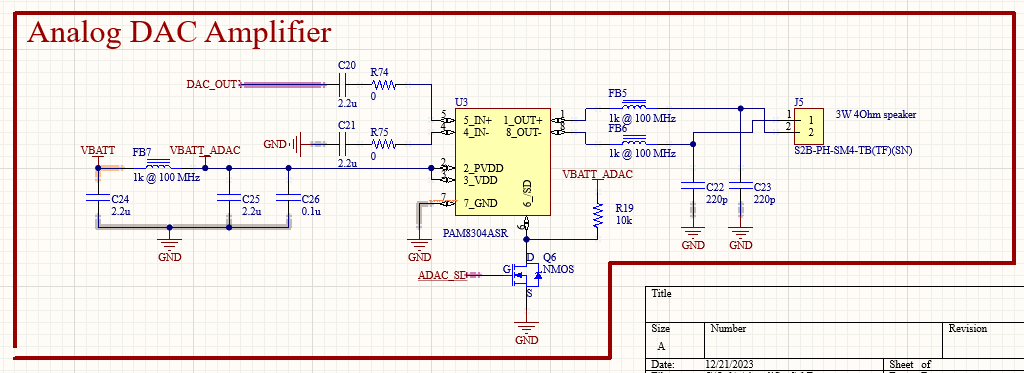 Analog DAC Amplifier
DAC_OUT
C20
2.2u
R74
0
GND
C21
2.2u
R75
0
VBATT
FB7
1k @ 100 MHz
VBATT_ADAC
C24
2.2u
C25
2.2u
C26
0.1u
GND
U3
5 5_IN+
4 4_IN-
2 2_PVDD
3 3_VDD
7 7_GND
1_OUT+ 1
8_OUT- 8
6_/SD
6
PAM8304ASR
GND
FB5
1k @ 100 MHz
FB6
1k @ 100 MHz
VBATT_ADAC
R19
10k
J5
1 1
2 2
3W 4Ohm speaker
S2B-PH-SM4-TB(TF)(SN)
C22
220p
C23
220p
GND
GND
ADAC_SD
G
D
S
Q6
NMOS
GND
Title
Size
A
Number
Revision
Date: 12/21/2023
Sheet of